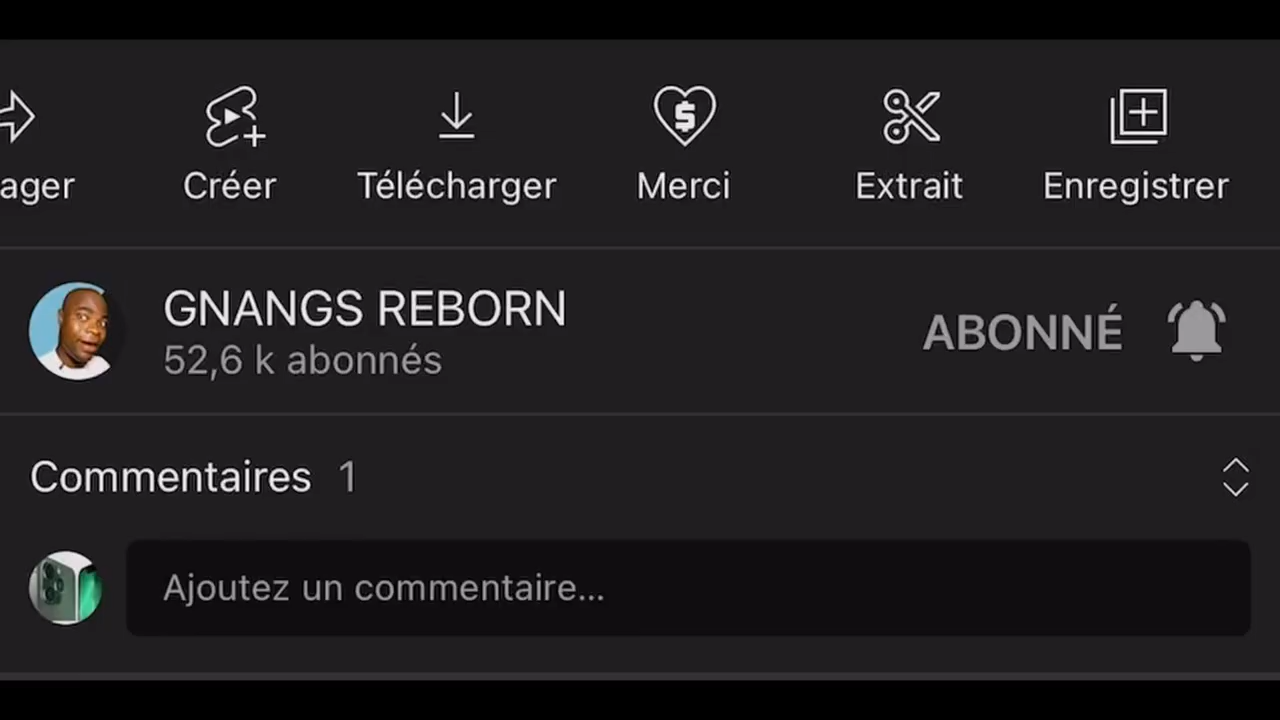 ager
Créer
Télécharger
Merci
Extrait
Enregistrer
GNANGS REBORN
52,6 k abonnés
ABONNÉ
Commentaires 1
Ajoutez un commentaire...